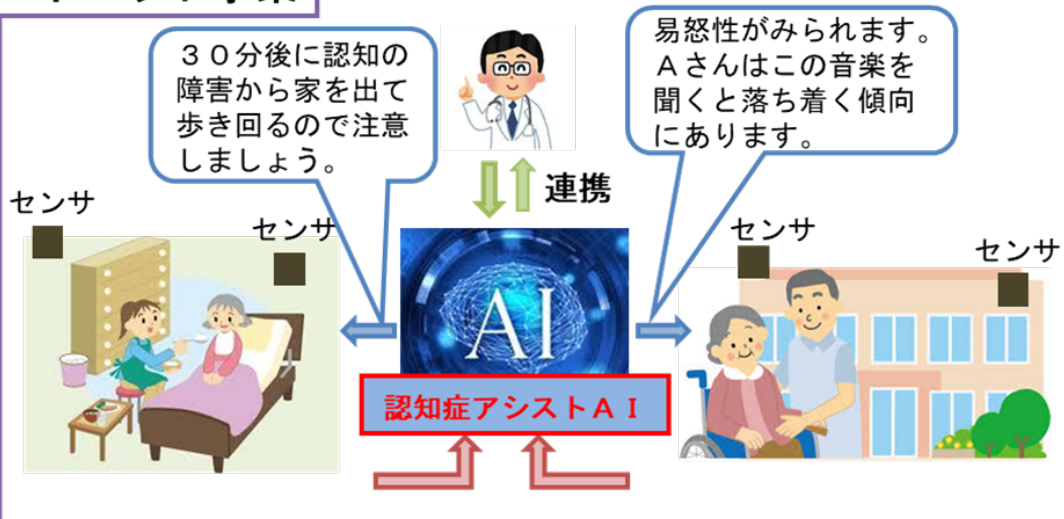 ３０分後に認知の
障害から家を出て
歩き回るので注意
しましょう。
易怒性がみられます。
Ａさんはこの音楽を
聞くと落ち着く傾向
にあります。
連携
センサ
センサ
センサ
センサ
AI
認知症アシストＡＩ